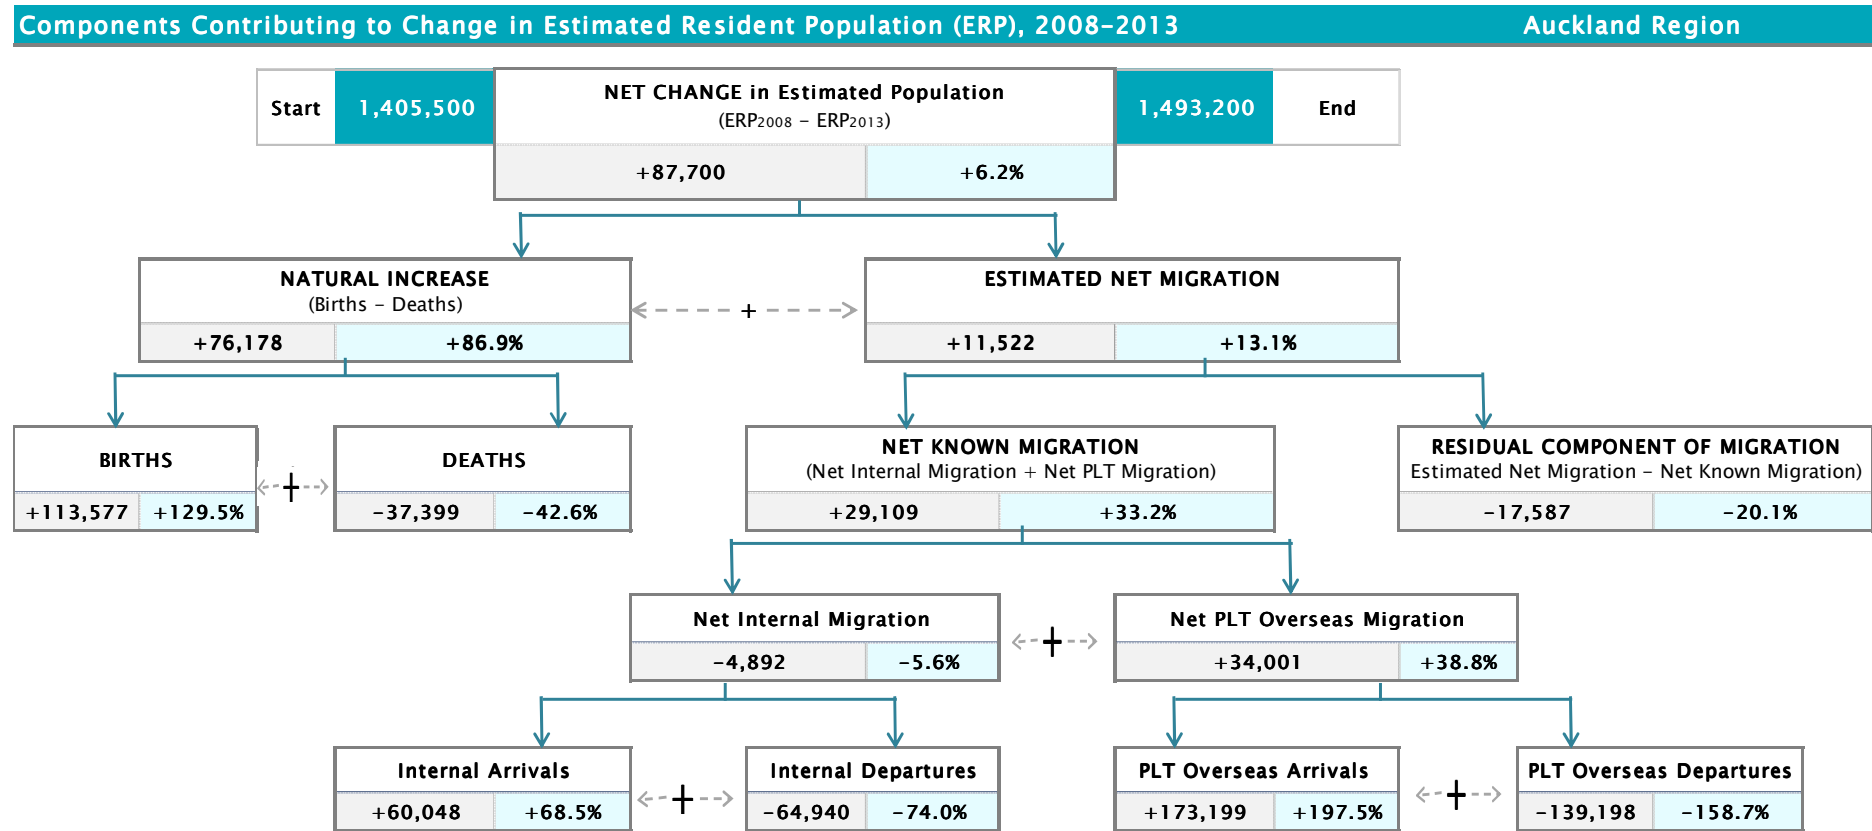 Components Contributing to Change in Estimated Resident Population (ERP), 2008-2013 Auckland Region
Start 1,405,500 NET CHANGE in Estimated Population 1,493,200 End
(ERP2008 - ERP2013)
+87,700 +6.2%
NATURAL INCREASE
(Births - Deaths)
+76,178 +86.9%
+
ESTIMATED NET MIGRATION
+11,522 +13.1%
BIRTHS
+113,577 +129.5%
+
DEATHS
-37,399 -42.6%
NET KNOWN MIGRATION
(Net Internal Migration + Net PLT Migration)
+29,109 +33.2%
RESIDUAL COMPONENT OF MIGRATION
Estimated Net Migration - Net Known Migration)
-17,587 -20.1%
Net Internal Migration
-4,892 -5.6%
+
Net PLT Overseas Migration
+34,001 +38.8%
Internal Arrivals
+60,048 +68.5%
+
Internal Departures
-64,940 -74.0%
PLT Overseas Arrivals
+173,199 +197.5%
+
PLT Overseas Departures
-139,198 -158.7%